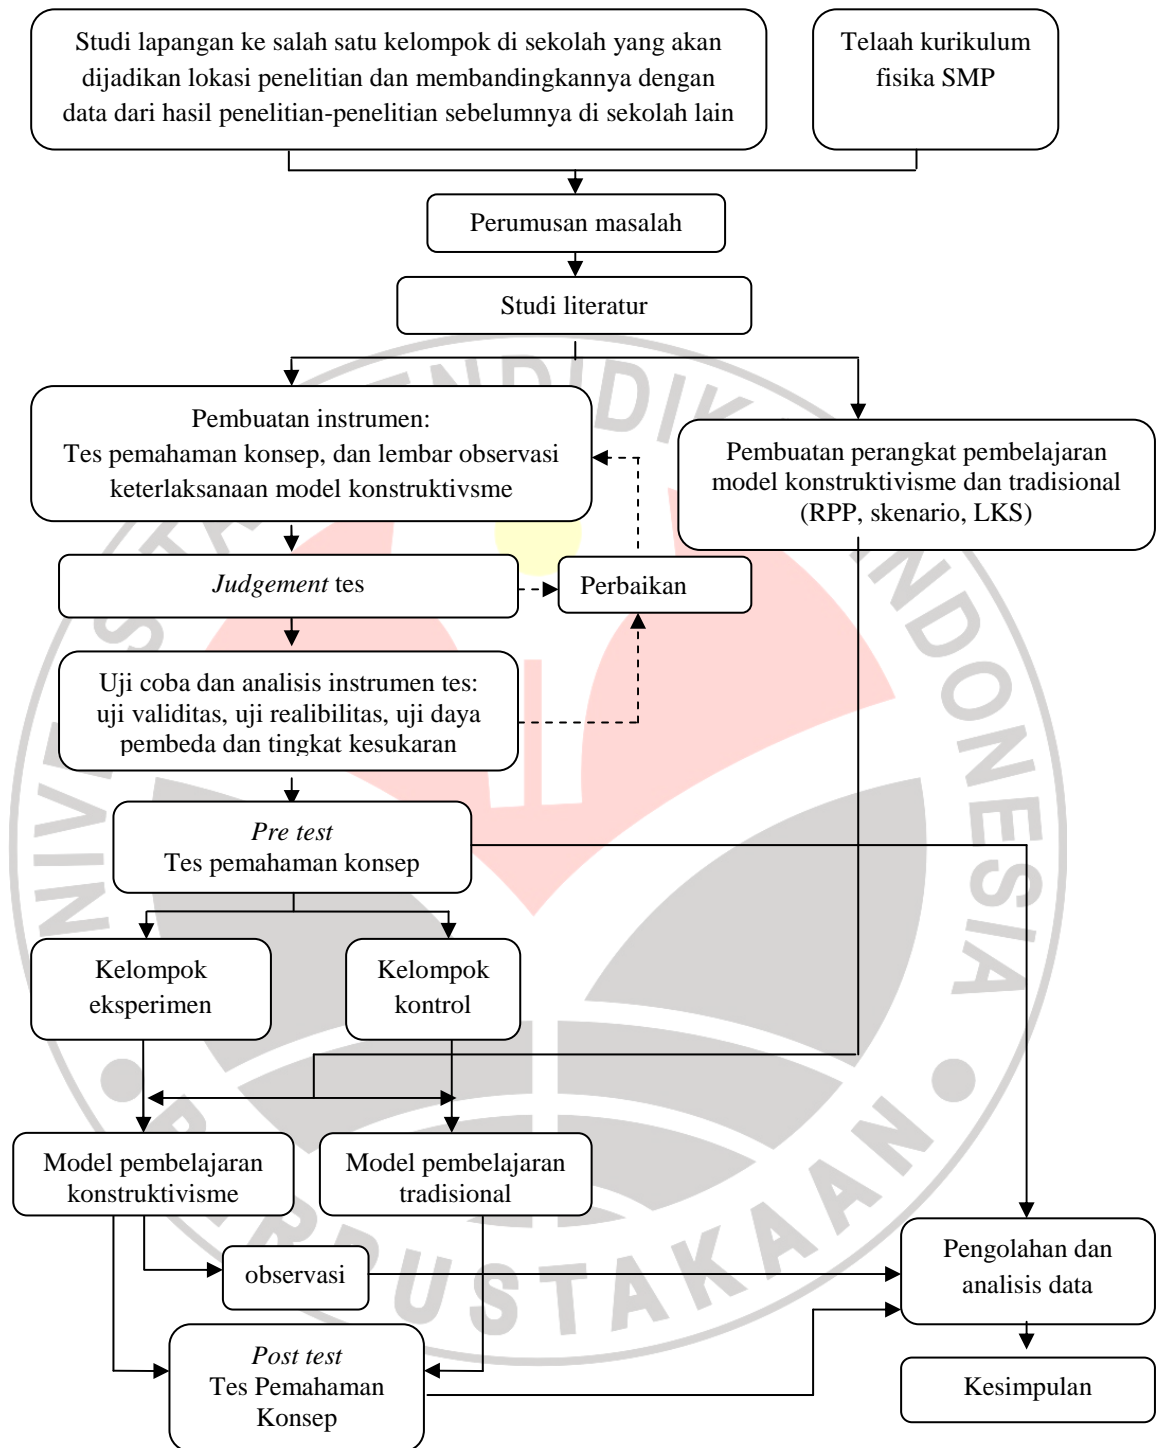 Studi lapangan ke salah satu kelompok di sekolah yang akan
dijadikan lokasi penelitian dan membandingkannya dengan
data dari hasil penelitian-penelitian sebelumnya di sekolah lain
Telaah kurikulum
fisika SMP
Perumusan masalah
Studi literatur
Pembuatan instrumen:
Tes pemahaman konsep, dan lembar observasi
keterlaksanaan model konstruktivsme
Pembuatan perangkat pembelajaran
model konstruktivisme dan tradisional
(RPP, skenario, LKS)
Judgement tes
Perbaikan
Uji coba dan analisis instrumen tes:
uji validitas, uji realibilitas, uji daya
pembeda dan tingkat kesukaran
Pre test
Tes pemahaman konsep
Kelompok
eksperimen
Kelompok
kontrol
Model pembelajaran
konstruktivisme
Model pembelajaran
tradisional
observasi
Pengolahan dan
analisis data
Post test
Tes Pemahaman
Konsep
Kesimpulan
INDONESIA
PERPUSTAKAAN